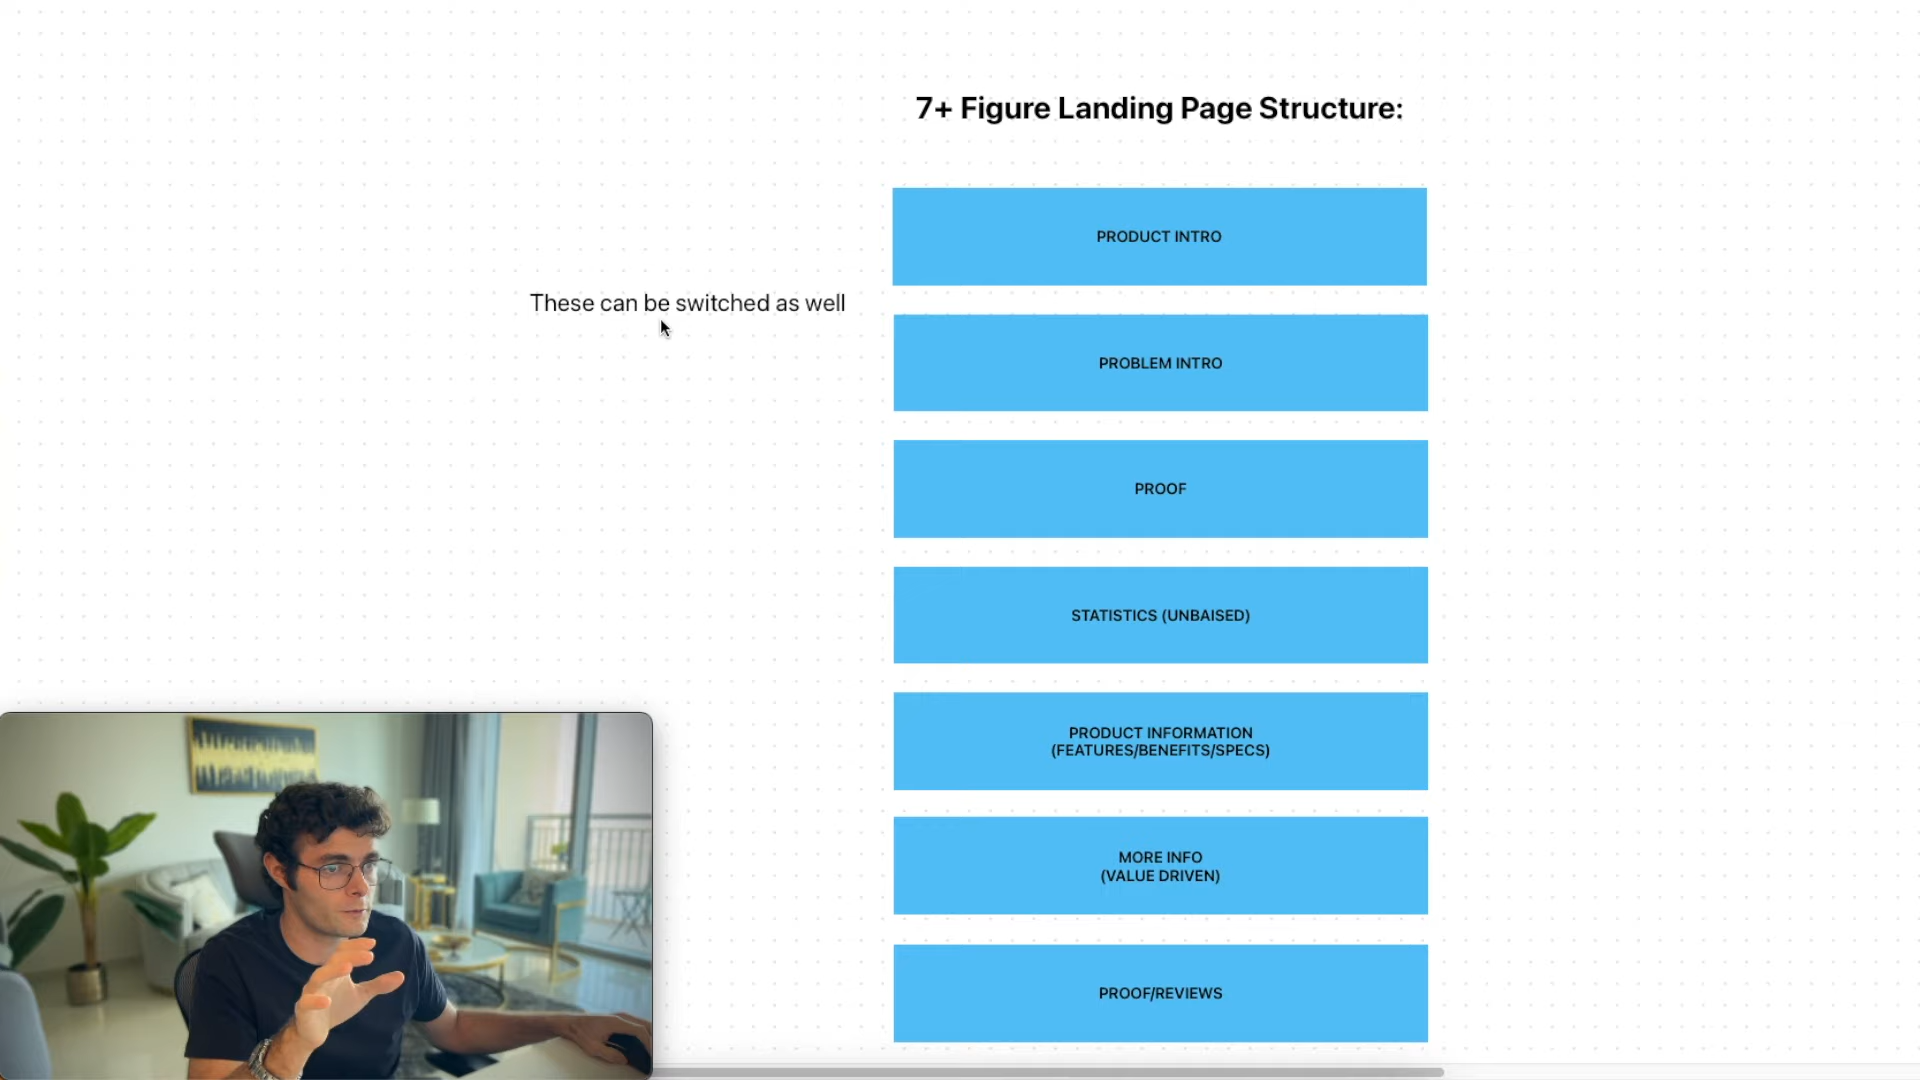 7+ Figure Landing Page Structure:
PRODUCT INTRO
These can be switched as well
PROBLEM INTRO
PROOF
STATISTICS (UNBAISED)
PRODUCT INFORMATION
(FEATURES/BENEFITS/SPECS)
MORE INFO
(VALUE DRIVEN)
PROOF/REVIEWS